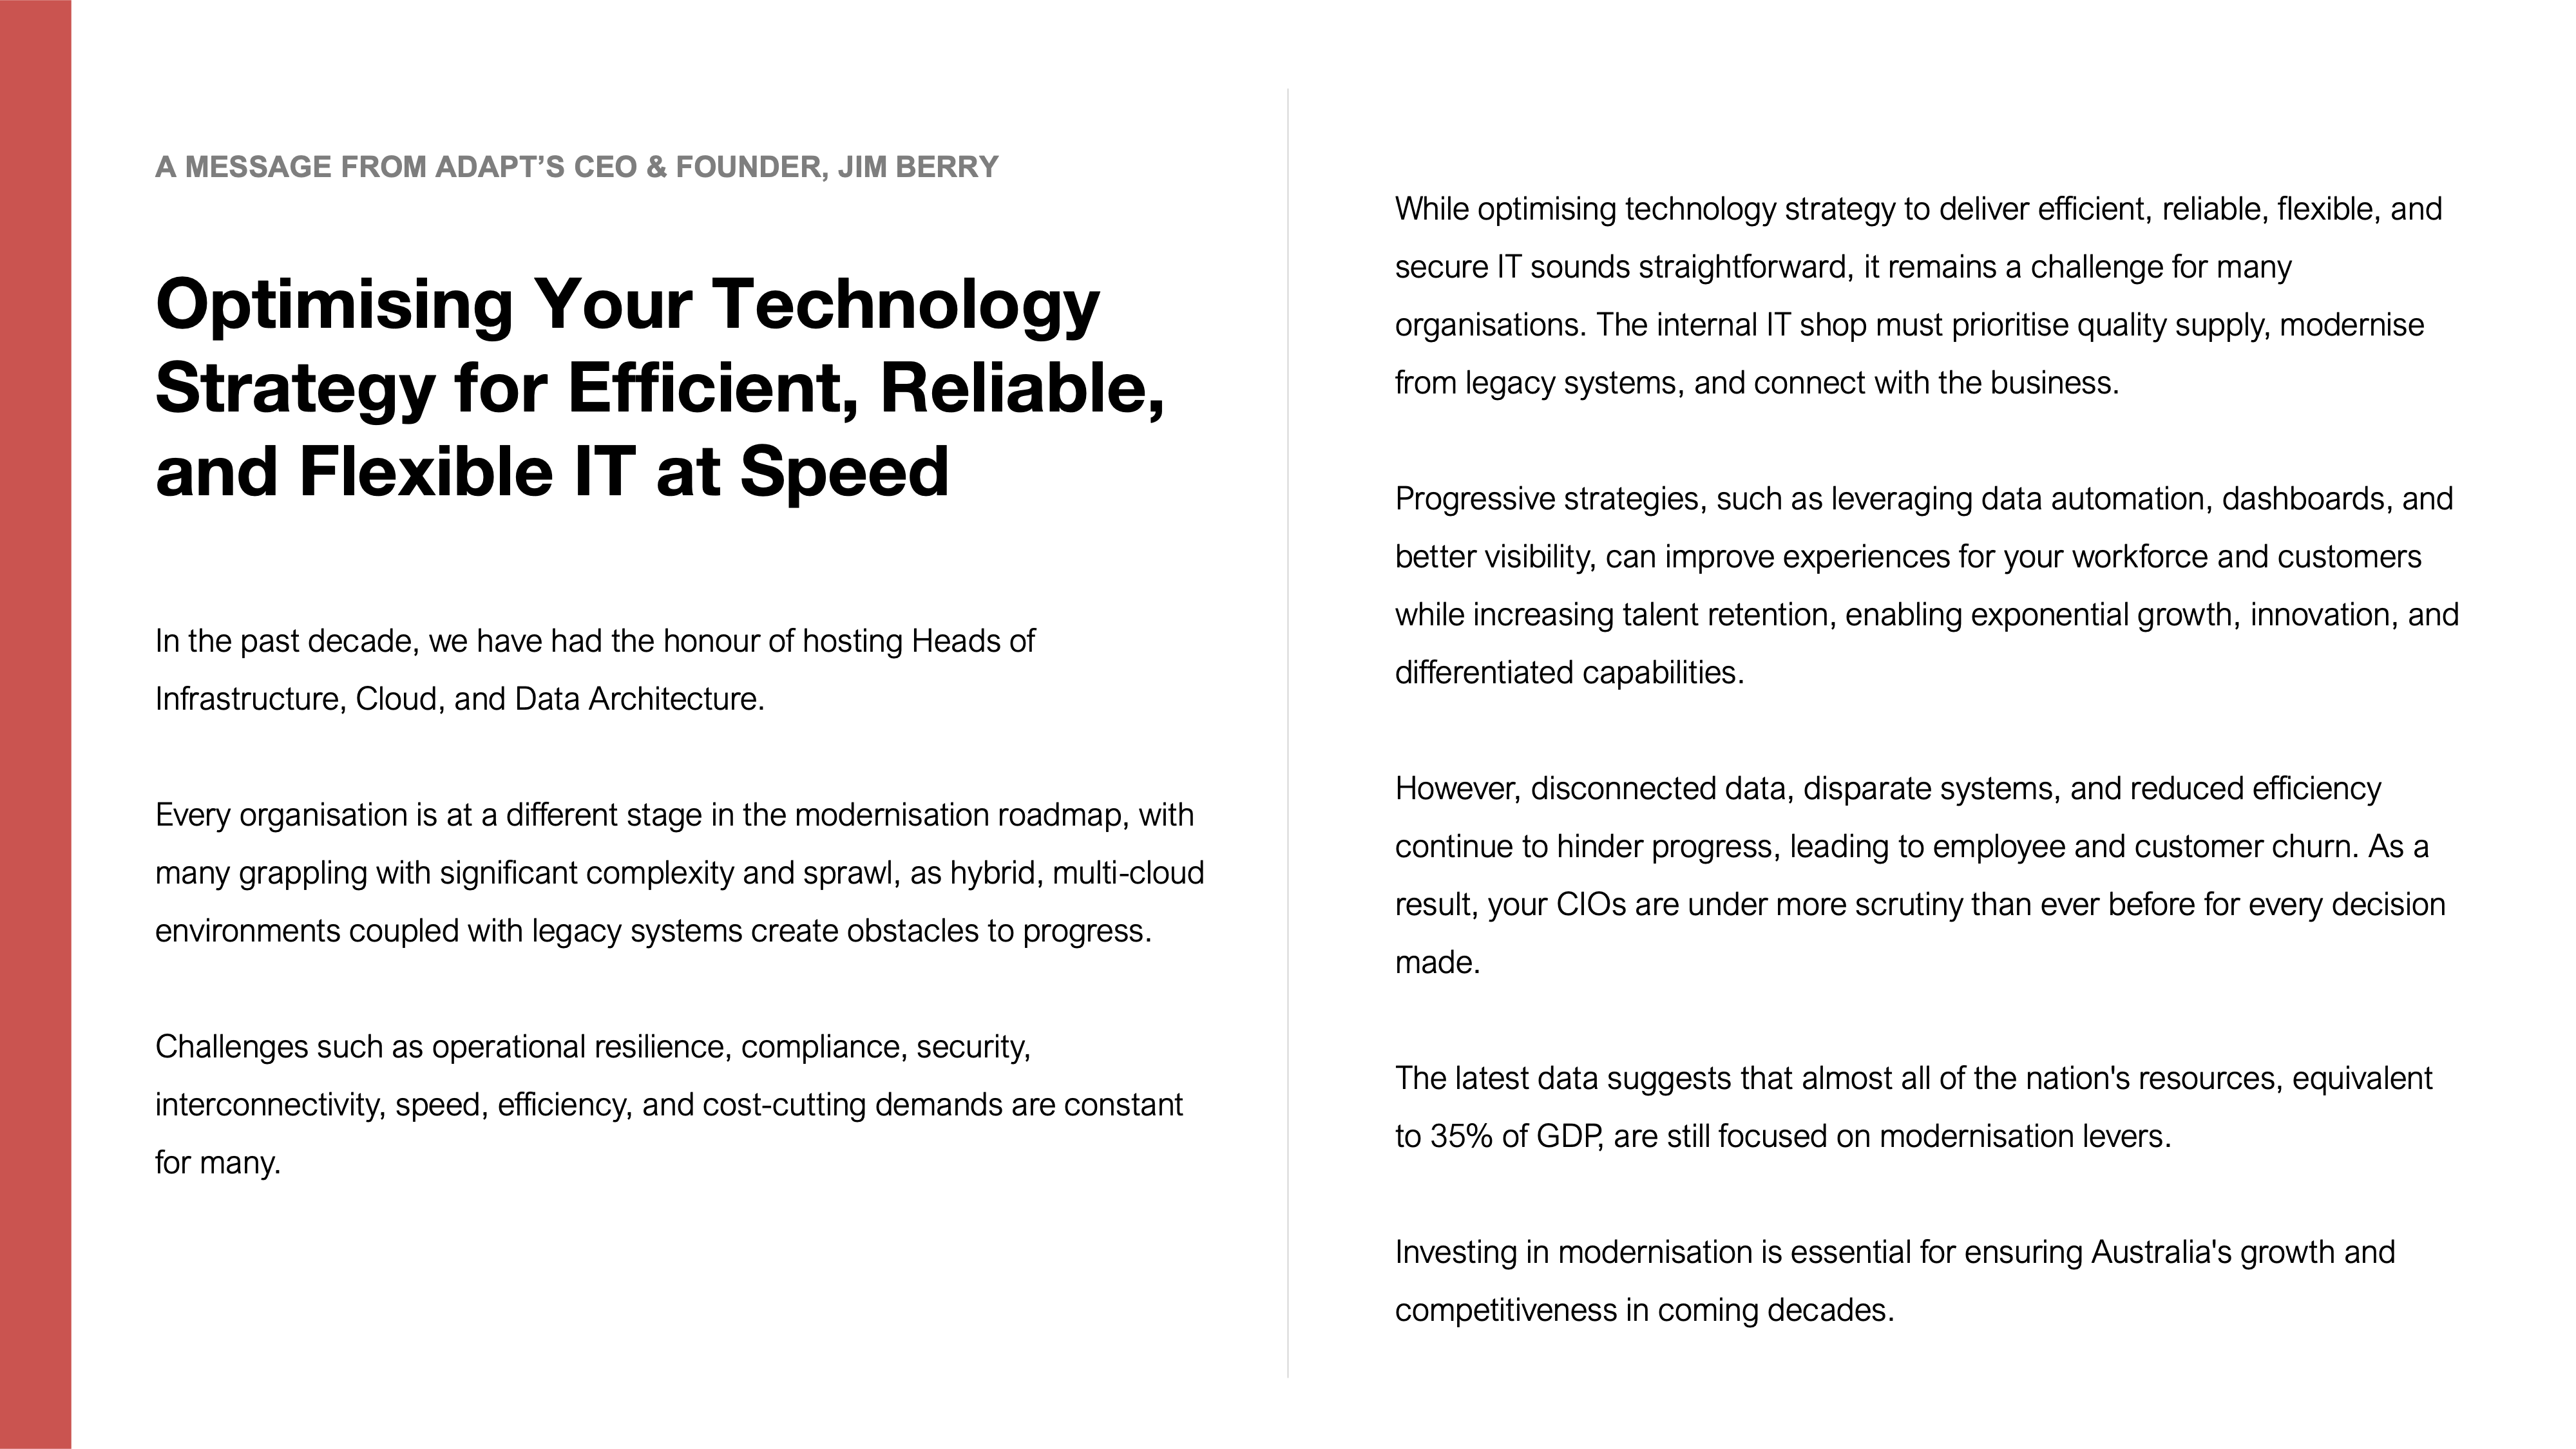 A MESSAGE FROM ADAPT’S CEO & FOUNDER, JIM BERRY
Optimising Your Technology
Strategy for Efficient, Reliable,
and Flexible IT at Speed
In the past decade, we have had the honour of hosting Heads of
Infrastructure, Cloud, and Data Architecture.
Every organisation is at a different stage in the modernisation roadmap, with
many grappling with significant complexity and sprawl, as hybrid, multi-cloud
environments coupled with legacy systems create obstacles to progress.
Challenges such as operational resilience, compliance, security,
interconnectivity, speed, efficiency, and cost-cutting demands are constant
for many.
While optimising technology strategy to deliver efficient, reliable, flexible, and
secure IT sounds straightforward, it remains a challenge for many
organisations. The internal IT shop must prioritise quality supply, modernise
from legacy systems, and connect with the business.
Progressive strategies, such as leveraging data automation, dashboards, and
better visibility, can improve experiences for your workforce and customers
while increasing talent retention, enabling exponential growth, innovation, and
differentiated capabilities.
However, disconnected data, disparate systems, and reduced efficiency
continue to hinder progress, leading to employee and customer churn. As a
result, your CIOs are under more scrutiny than ever before for every decision
made.
The latest data suggests that almost all of the nation's resources, equivalent
to 35% of GDP, are still focused on modernisation levers.
Investing in modernisation is essential for ensuring Australia's growth and
competitiveness in coming decades.